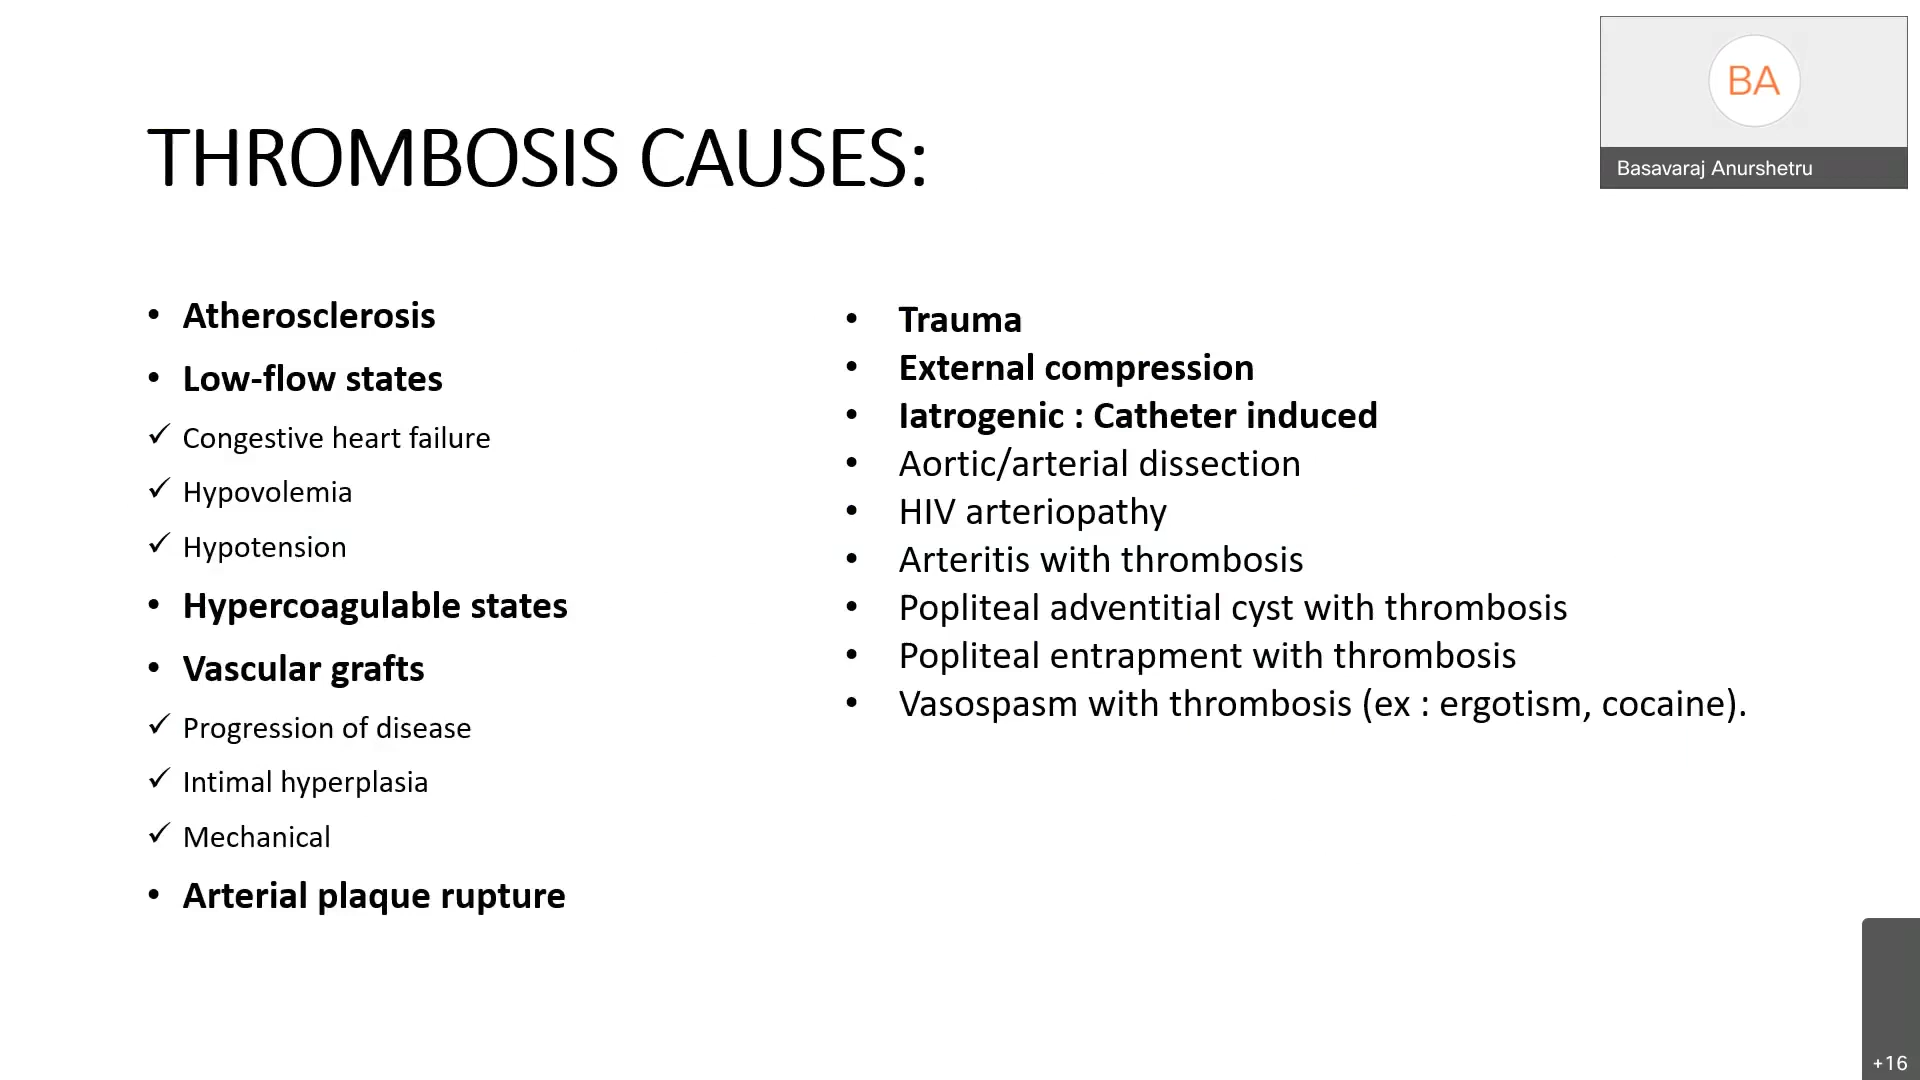 THROMBOSIS CAUSES:
BA
Basavaraj Anurshetru
• Atherosclerosis
• Low-flow states
✓ Congestive heart failure
✓ Hypovolemia
✓ Hypotension
• Hypercoagulable states
• Vascular grafts
✓ Progression of disease
✓ Intimal hyperplasia
✓ Mechanical
• Arterial plaque rupture
• Trauma
• External compression
• Iatrogenic : Catheter induced
• Aortic/arterial dissection
• HIV arteriopathy
• Arteritis with thrombosis
• Popliteal adventitial cyst with thrombosis
• Popliteal entrapment with thrombosis
• Vasospasm with thrombosis (ex : ergotism, cocaine).
+16